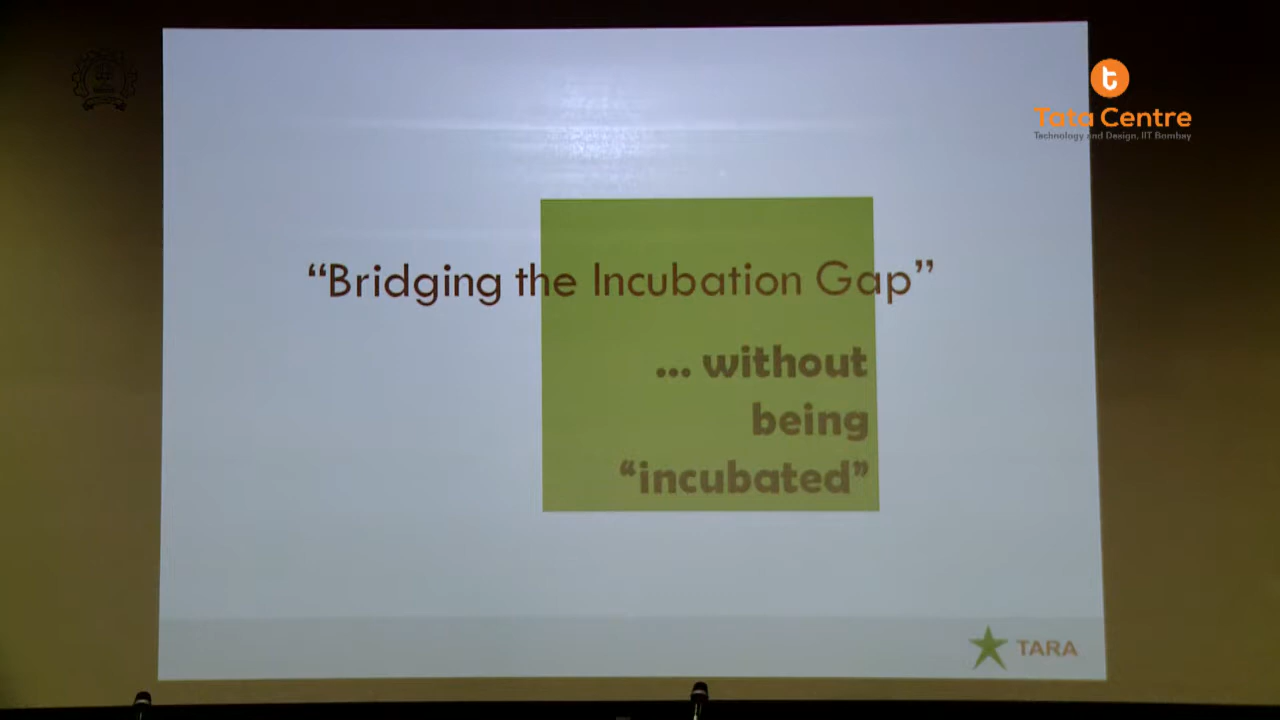 t
Tata Centre
Technology and Design, IIT Bombay
“Bridging the Incubation Gap”
... without
being
“incubated”
TARA